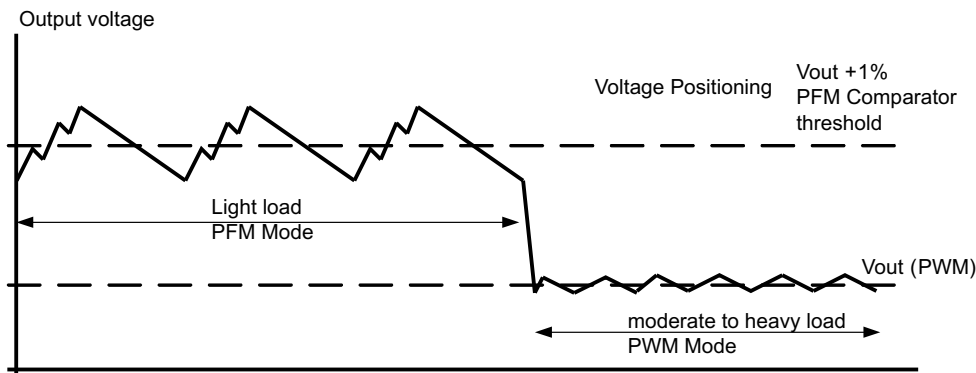 Output voltage
Voltage Positioning
Vout +1%
PFM Comparator
threshold
Light load
PFM Mode
Vout (PWM)
moderate to heavy load
PWM Mode